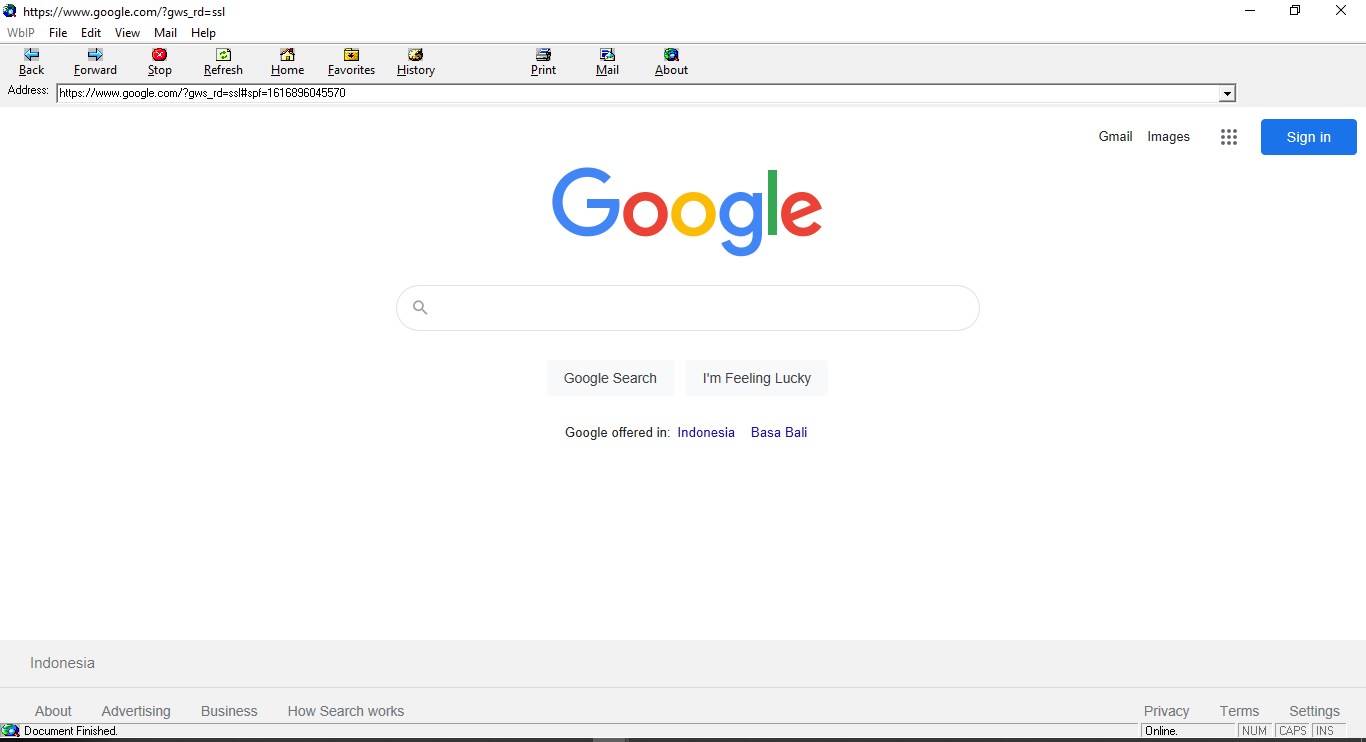 https://www.google.com/?gws_rd=ssl
WbIP File Edit View Mail Help
Back Forward Stop Refresh Home Favorites History Print Mail About
Address: https://www.google.com/?gws_rd=ssl#spf=1616896045570
Gmail Images Sign in
Google
Google Search I'm Feeling Lucky
Google offered in: Indonesia Basa Bali
Indonesia
About Advertising Business How Search works Privacy Terms Settings
Document Finished. Online. NUM CAPS INS